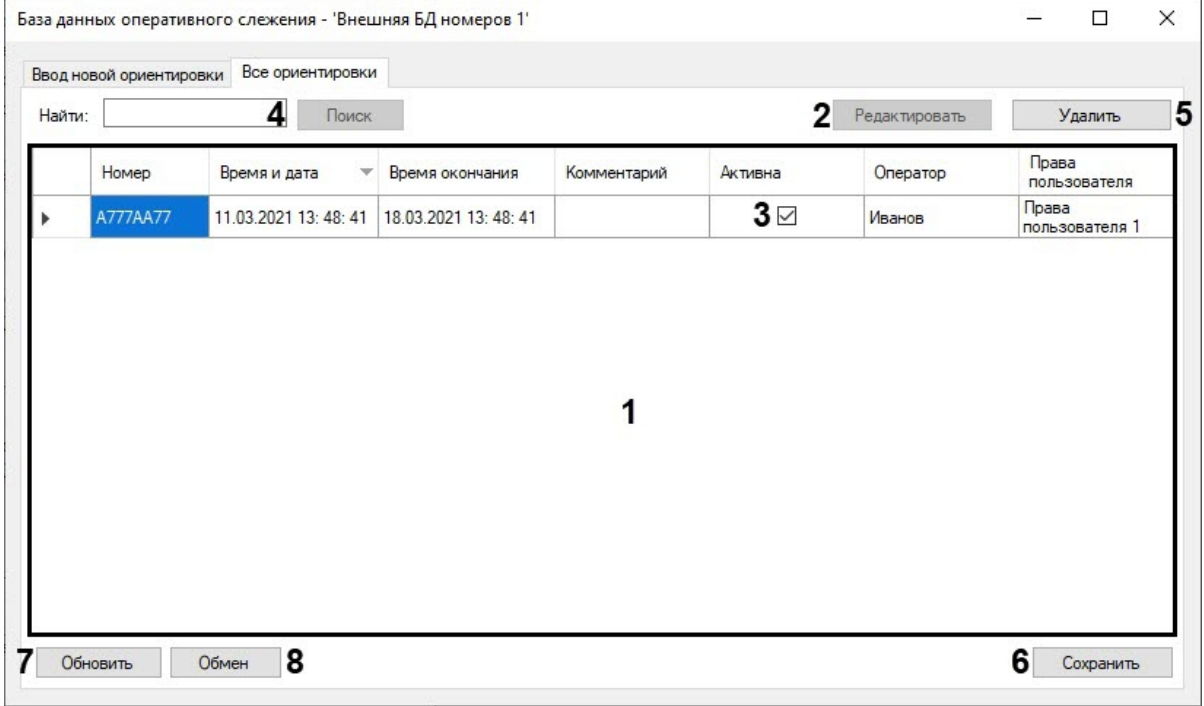 База данных оперативного слежения - 'Внешняя БД номеров 1'
Ввод новой ориентировки Все ориентировки
Найти: 4 Поиск 2 Редактировать Удалить 5
Номер Время и дата Время окончания Комментарий Активна Оператор Права
пользователя
А777АА77 11.03.2021 13: 48: 41 18.03.2021 13: 48: 41 3 Иванов Права
пользователя 1
1
7 Обновить Обмен 8 6 Сохранить